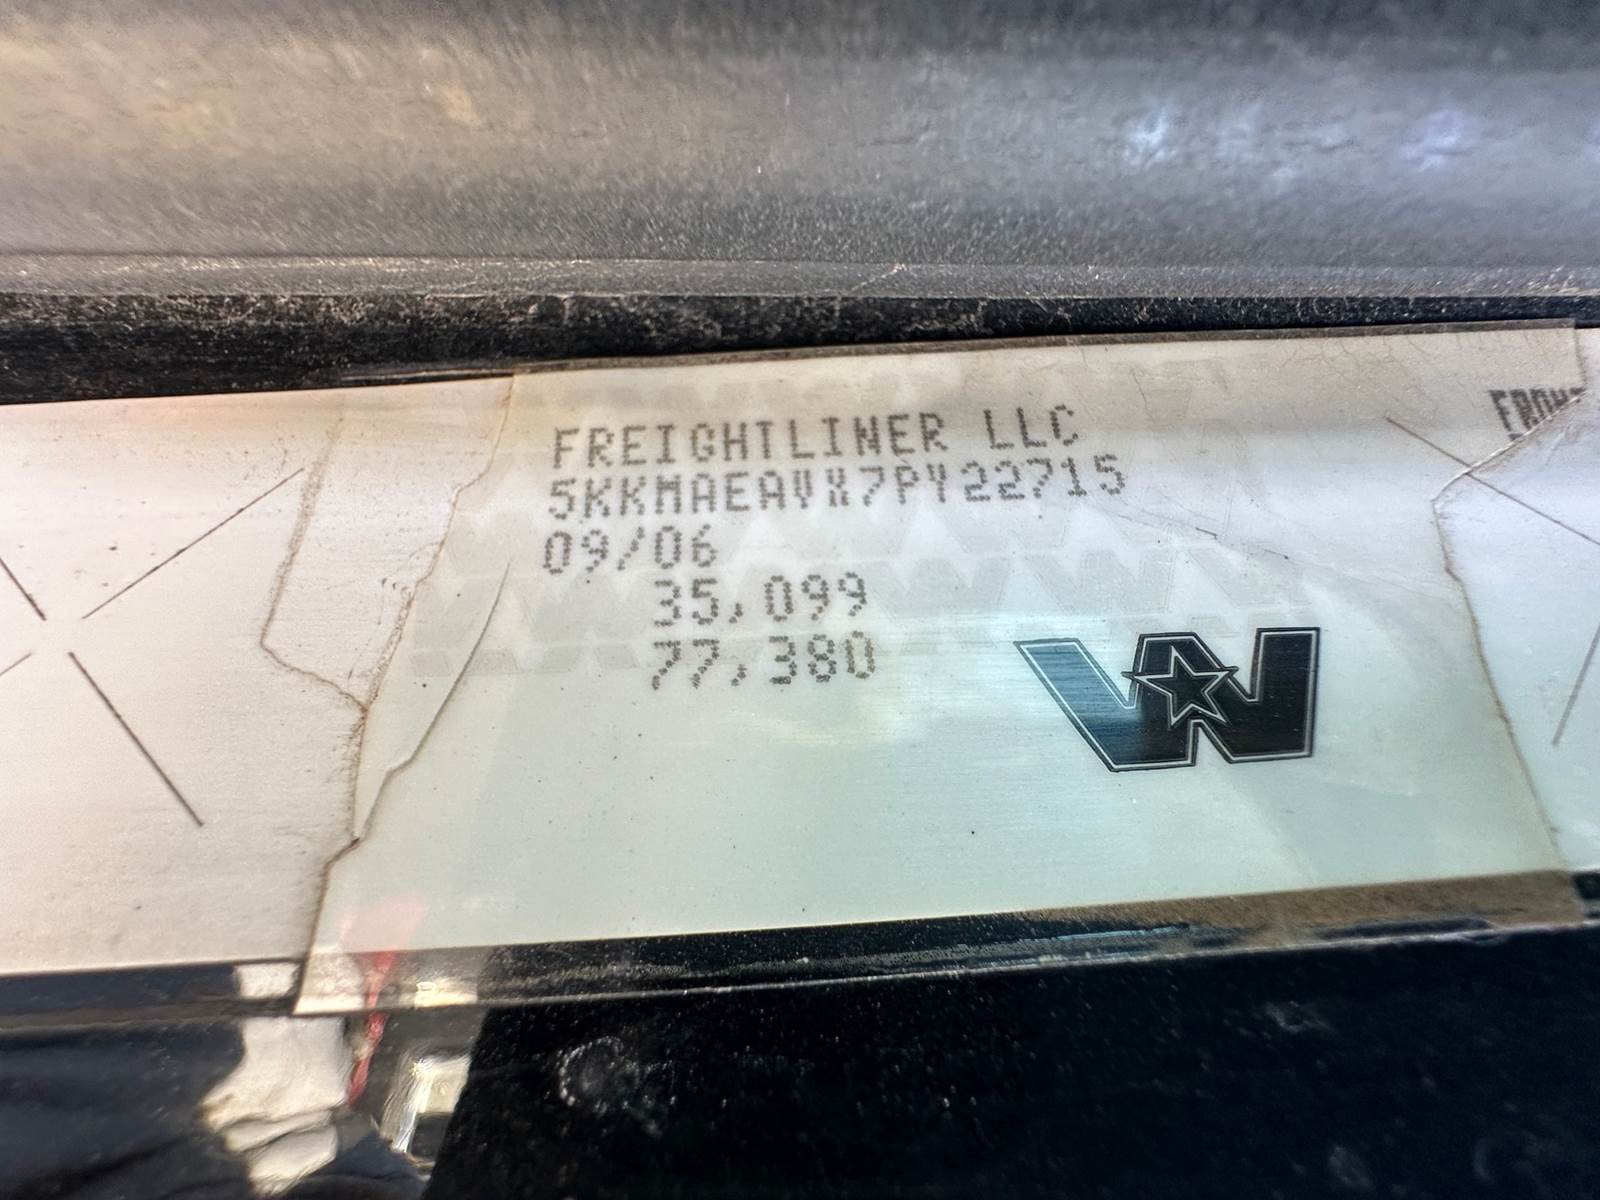 FREIGHTLINER LLC
5KKMAEAVX7PY22715
09/06
35,099
77,380